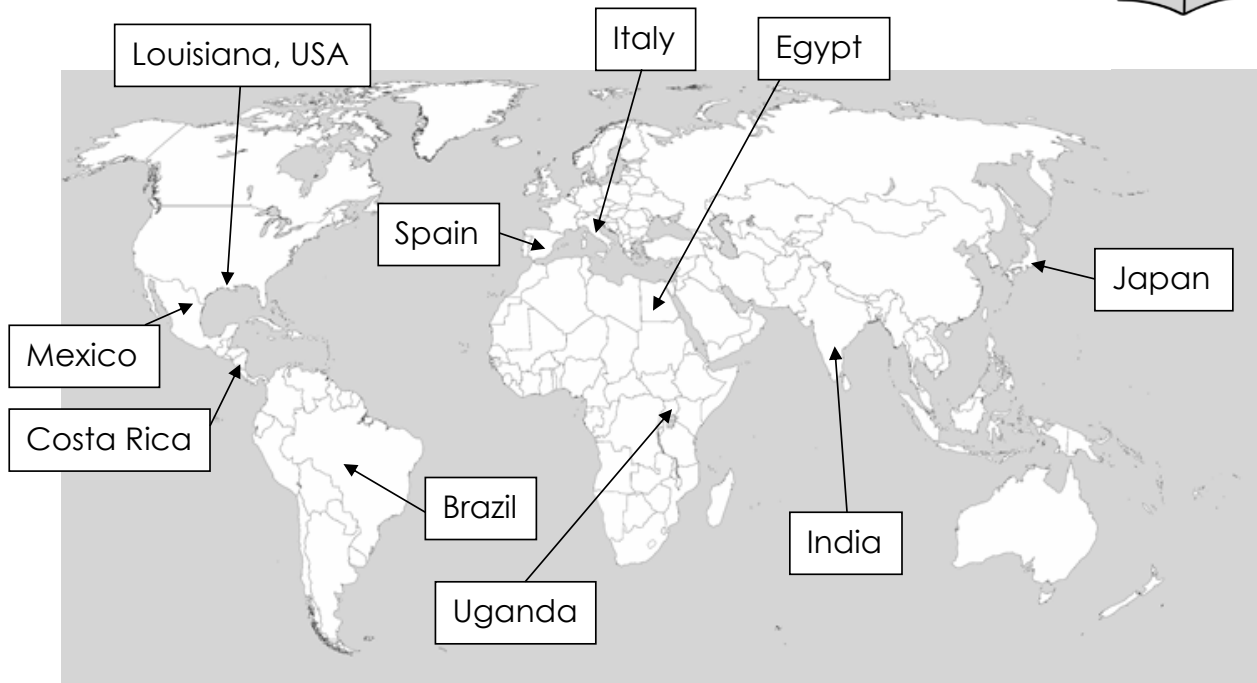 Italy
Egypt
Louisiana, USA
Spain
Japan
Mexico
Costa Rica
Brazil
India
Uganda